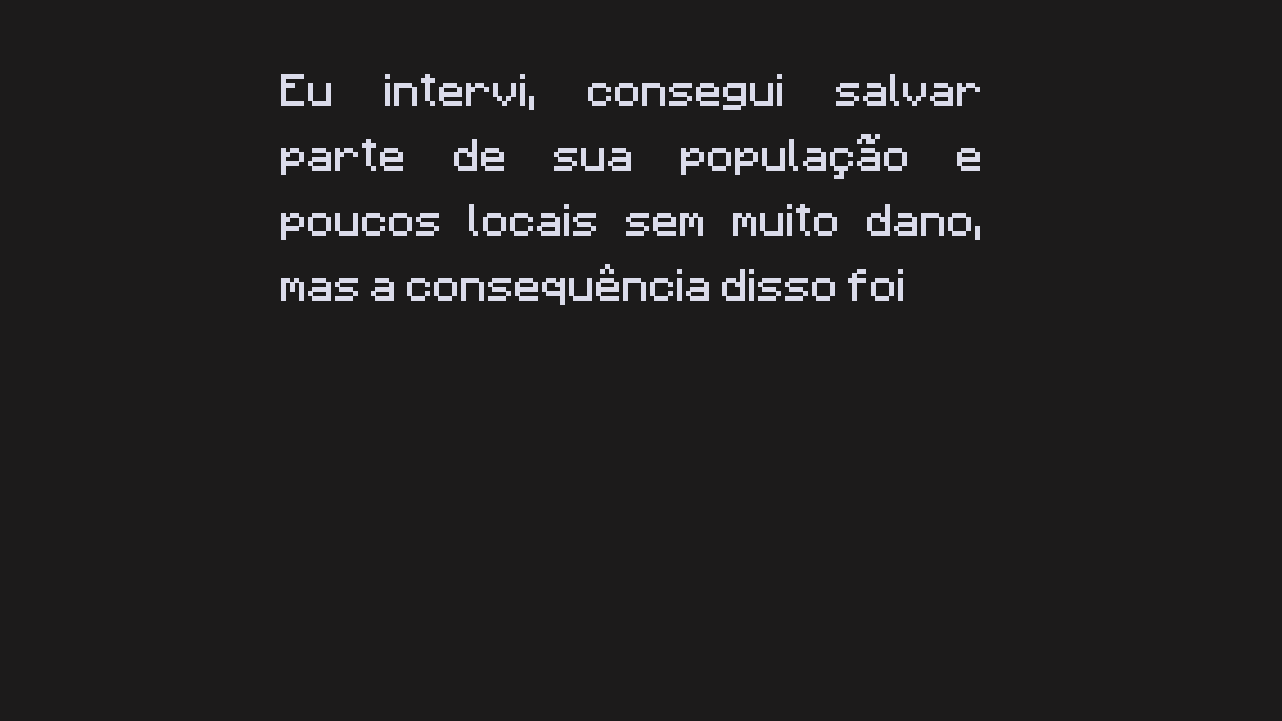 Eu intervi, consegui salvar
parte de sua população e
poucos locais sem muito dano,
mas a consequência disso foi